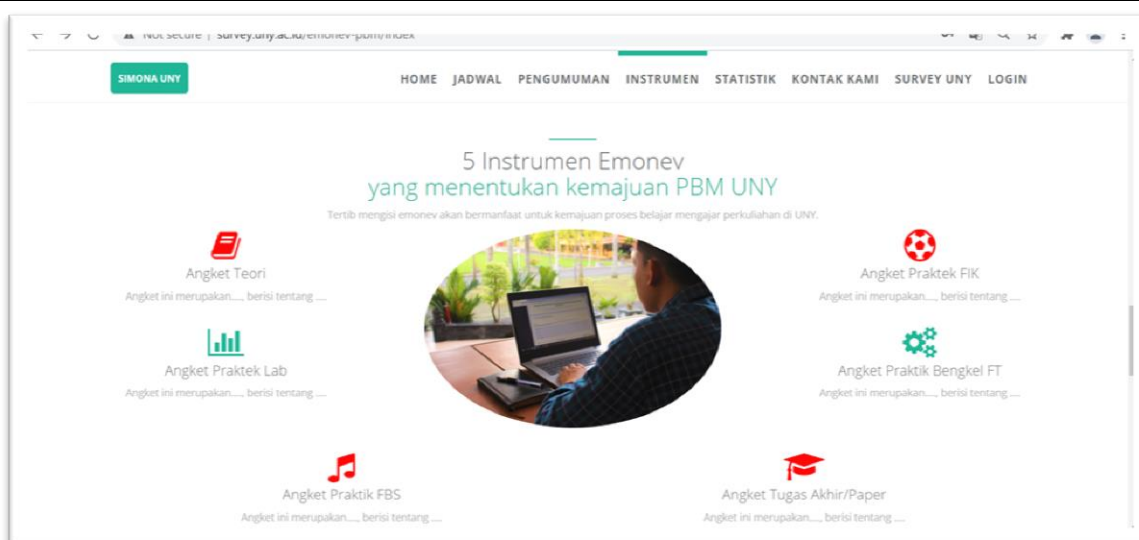 Not secure | survey.uny.ac.id/emonev-pbm/index
SIMONA UNY
HOME JADWAL PENGUMUMAN INSTRUMEN STATISTIK KONTAK KAMI SURVEY UNY LOGIN
5 Instrumen Emonev
yang menentukan kemajuan PBM UNY
Tertib mengisi emonev akan bermanfaat untuk kemajuan proses belajar mengajar perkuliahan di UNY.
Angket Teori
Angket ini merupakan...., berisi tentang ....
Angket Praktek FIK
Angket ini merupakan...., berisi tentang ....
Angket Praktek Lab
Angket ini merupakan...., berisi tentang ....
Angket Praktik Bengkel FT
Angket ini merupakan...., berisi tentang ....
Angket Praktik FBS
Angket ini merupakan...., berisi tentang ....
Angket Tugas Akhir/Paper
Angket ini merupakan...., berisi tentang ....